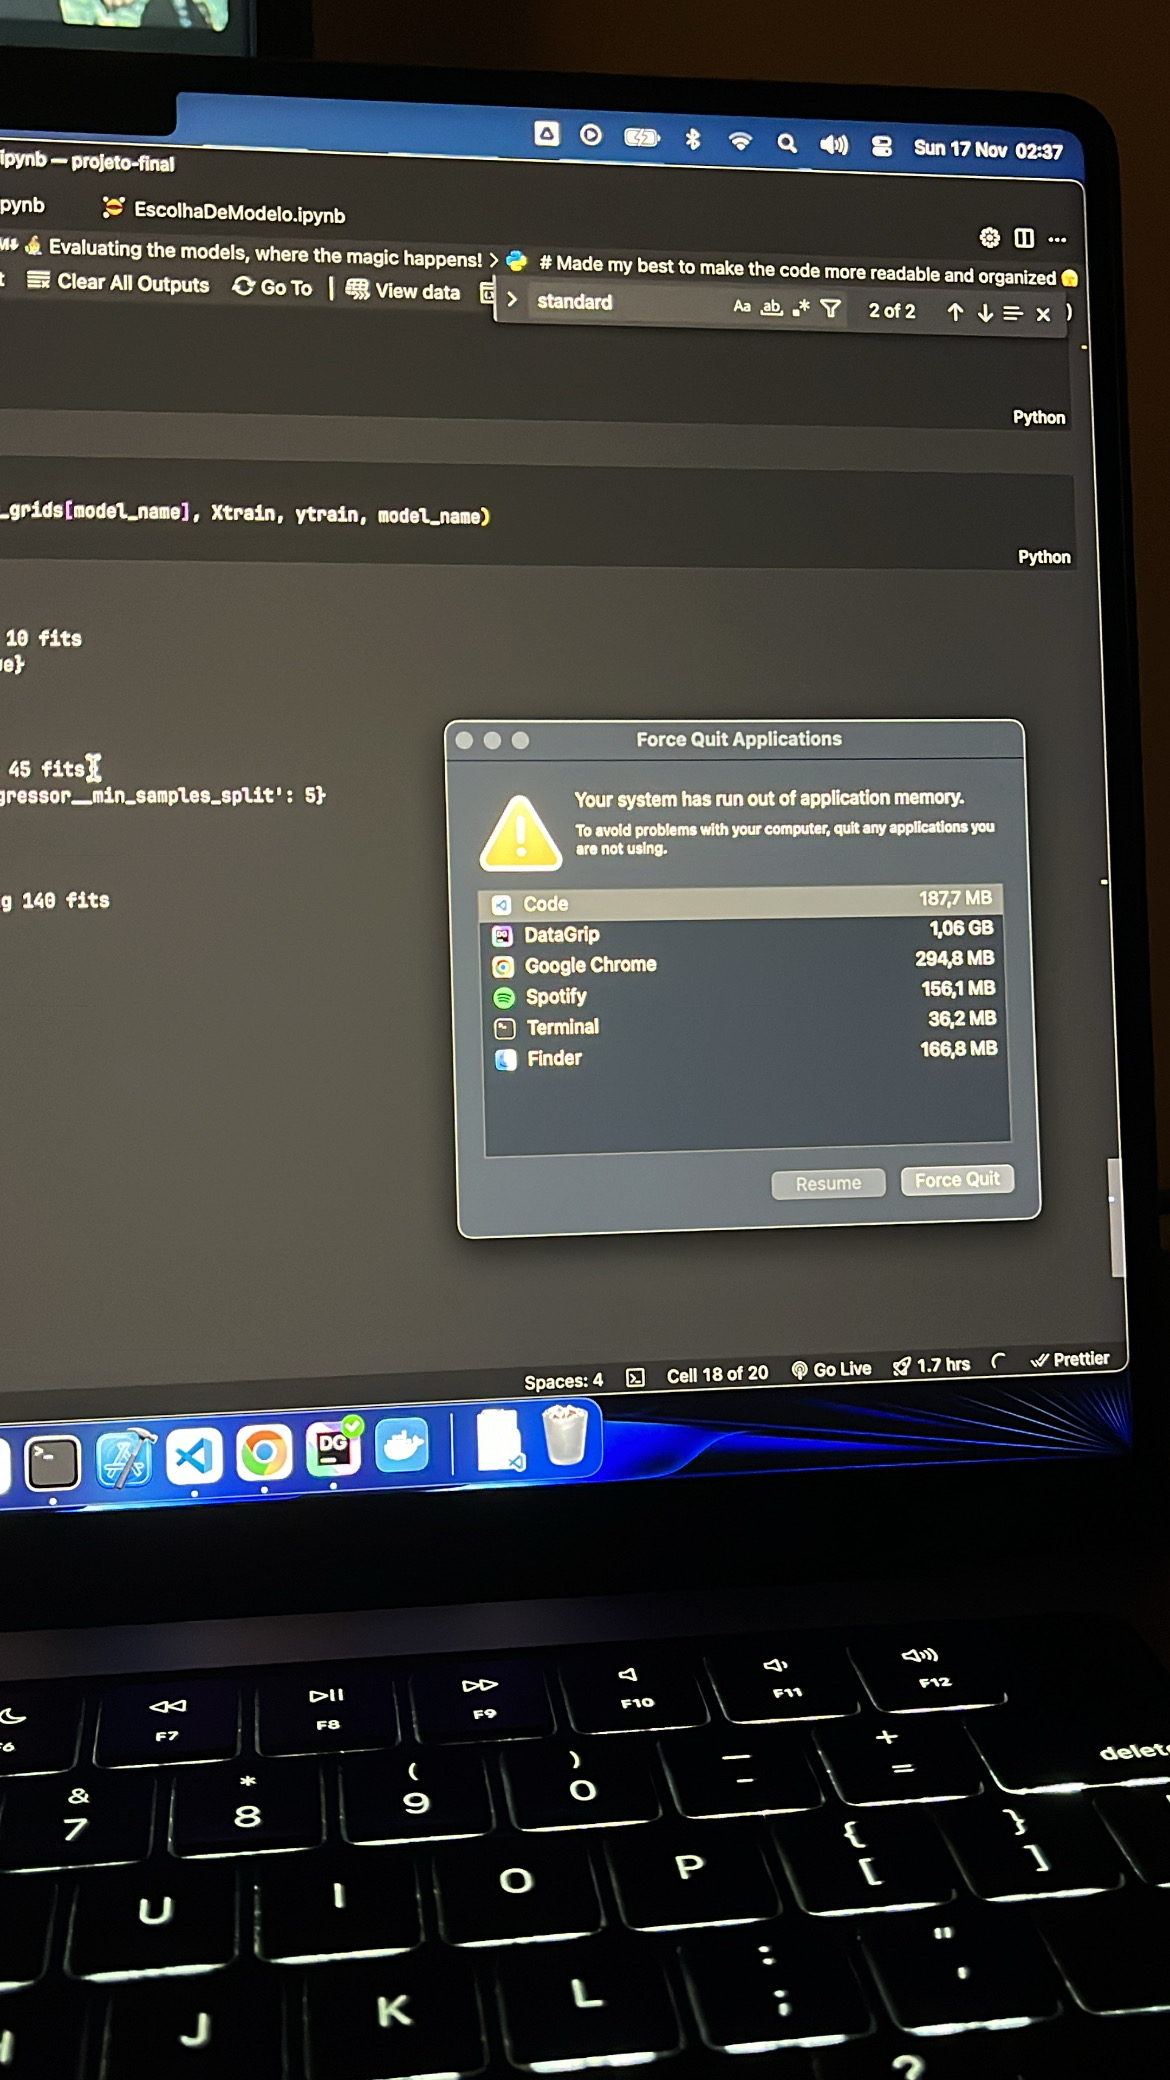 Sun 17 Nov 02:37
ipynb — projeto-final
pynb
EscolhaDeModelo.ipynb
M↓ Evaluating the models, where the magic happens! > # Made my best to make the code more readable and organized
Clear All Outputs Go To | View data
> standard Aa ab .* 2 of 2
Python
_grids[model_name], Xtrain, ytrain, model_name)
Python
10 fits
ue}
45 fits
gressor__min_samples_split': 5}
g 140 fits
Force Quit Applications
Your system has run out of application memory.
To avoid problems with your computer, quit any applications you
are not using.
Code 187,7 MB
DataGrip 1,06 GB
Google Chrome 294,8 MB
Spotify 156,1 MB
Terminal 36,2 MB
Finder 166,8 MB
Resume Force Quit
Spaces: 4 Cell 18 of 20 Go Live 1.7 hrs Prettier
DG
F6 F7 F8 F9 F10 F11 F12
& 7 * 8 ( 9 ) 0 — - + = delete
U I O P { [ } ]
H J K L : ; " '
?